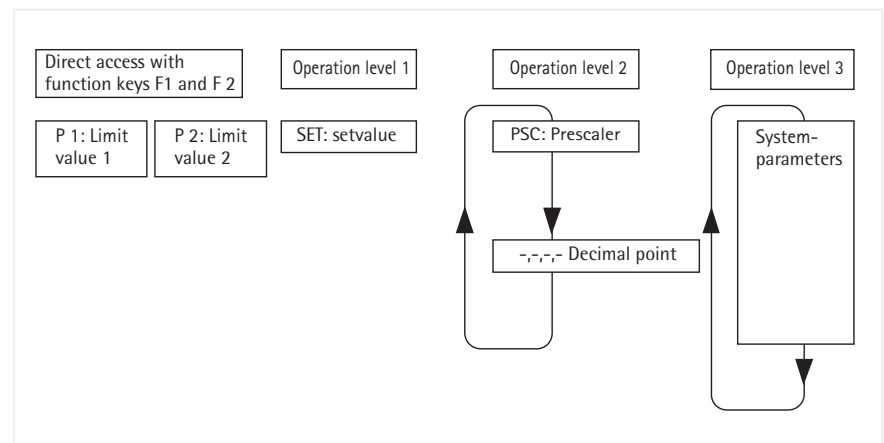 Direct access with
function keys F1 and F 2
Operation level 1
Operation level 2
Operation level 3
P 1: Limit
value 1
P 2: Limit
value 2
SET: setvalue
PSC: Prescaler
System-
parameters
-,-,-,- Decimal point